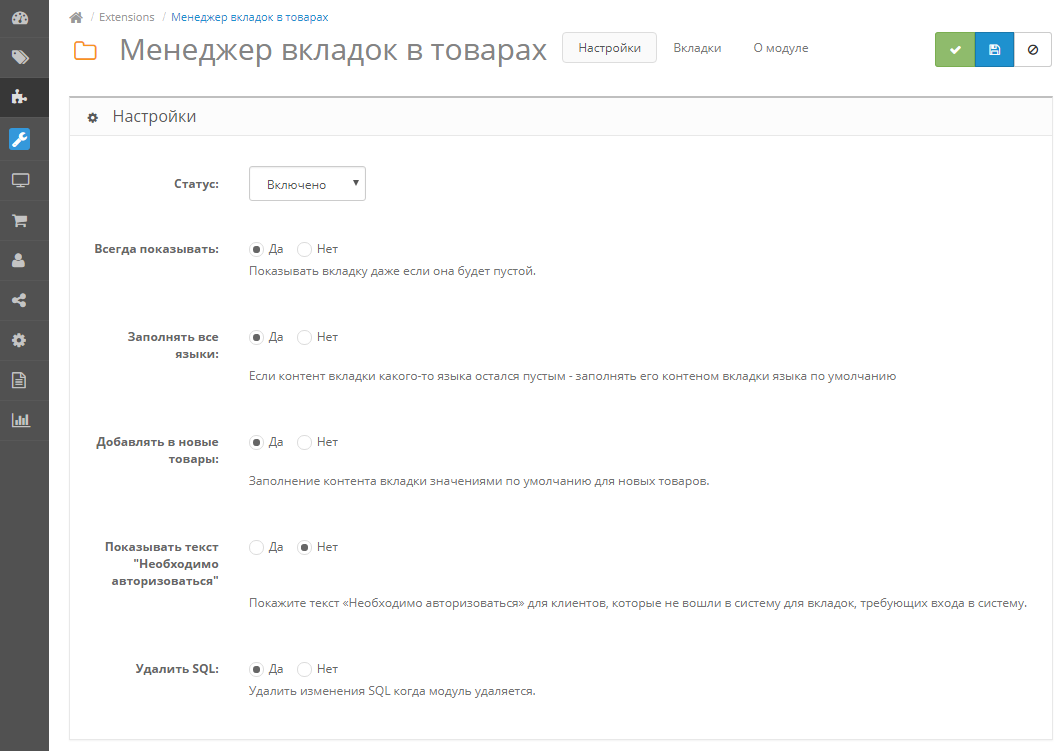 / Extensions / Менеджер вкладок в товарах
Менеджер вкладок в товарах Настройки Вкладки О модуле
Настройки
Статус: Включено
Всегда показывать: Да Нет
Показывать вкладку даже если она будет пустой.
Заполнять все Да Нет
языки:
Если контент вкладки какого-то языка остался пустым - заполнять его контеном вкладки языка по умолчанию
Добавлять в новые Да Нет
товары:
Заполнение контента вкладки значениями по умолчанию для новых товаров.
Показывать текст Да Нет
"Необходимо
авторизоваться"
Покажите текст «Необходимо авторизоваться» для клиентов, которые не вошли в систему для вкладок, требующих входа в систему.
Удалить SQL: Да Нет
Удалить изменения SQL когда модуль удаляется.